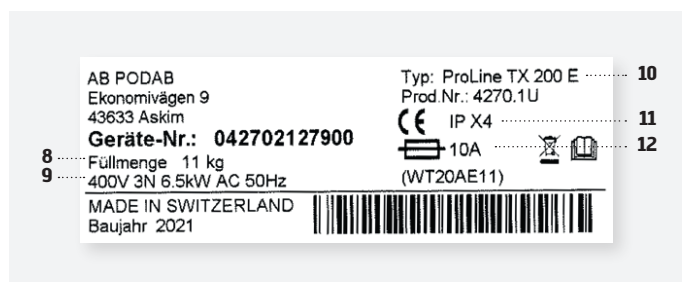 AB PODAB
Ekonomivägen 9
43633 Askim
Geräte-Nr.: 042702127900
8 Füllmenge 11 kg
9 400V 3N 6.5kW AC 50Hz
MADE IN SWITZERLAND
Baujahr 2021
Typ: ProLine TX 200 E 10
Prod.Nr.: 4270.1U
CE IP X4 11
10A 12
(WT20AE11)